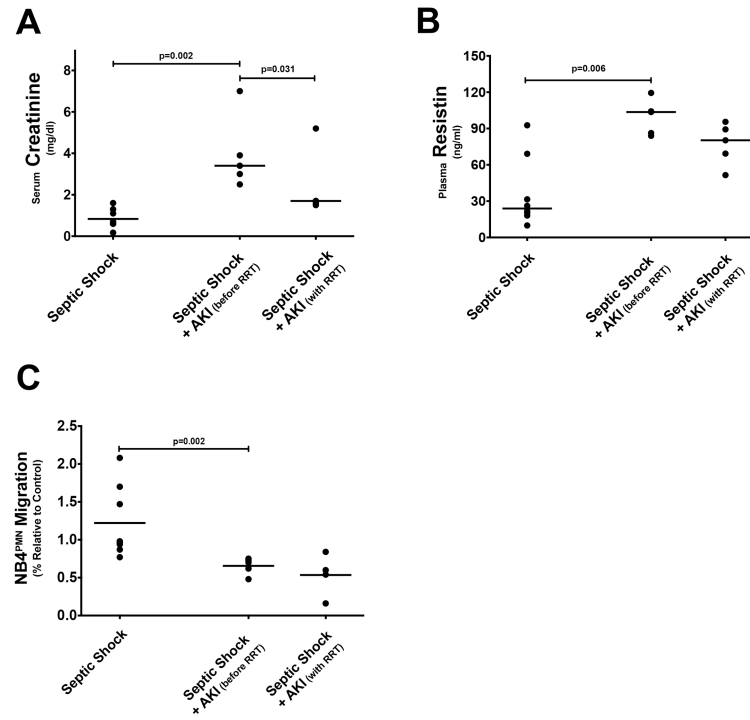 A
Serum Creatinine
(mg/dl)
8
6
4
2
0
p=0.002
p=0.031
Septic Shock
Septic Shock
+ AKI (before RRT)
Septic Shock
+ AKI (with RRT)
B
Plasma Resistin
(ng/ml)
150
120
90
60
30
0
p=0.006
Septic Shock
Septic Shock
+ AKI (before RRT)
Septic Shock
+ AKI (with RRT)
C
NB4PMN Migration
(% Relative to Control)
2.5
2.0
1.5
1.0
0.5
0.0
p=0.002
Septic Shock
Septic Shock
+ AKI (before RRT)
Septic Shock
+ AKI (with RRT)